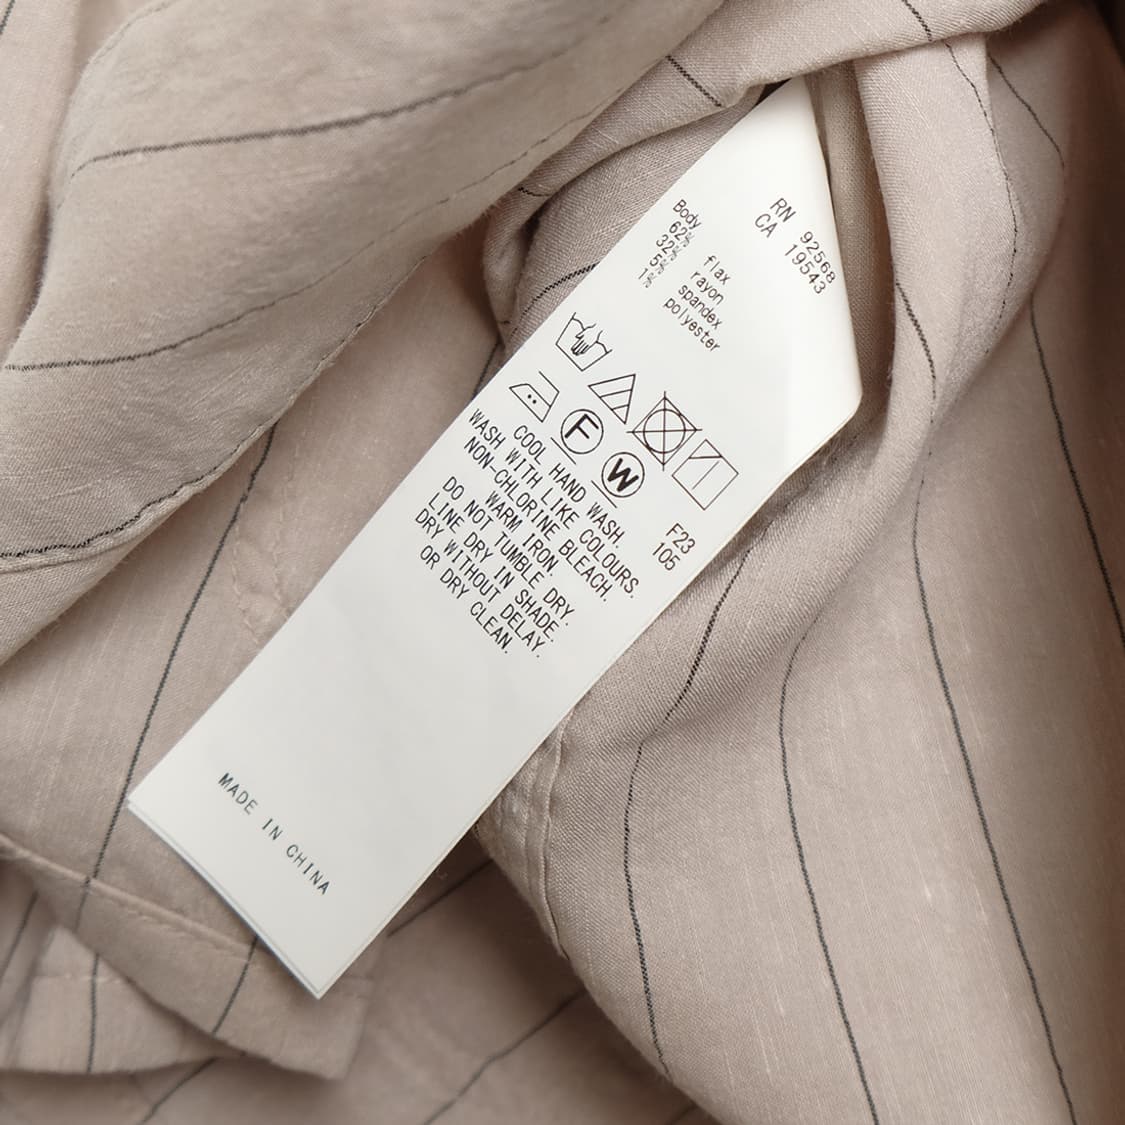 RN 92568
CA 19543
Body
62% flax
32% rayon
5% spandex
1% polyester
F
W
COOL HAND WASH.
WASH WITH LIKE COLOURS.
NON-CHLORINE BLEACH.
WARM IRON.
DO NOT TUMBLE DRY.
LINE DRY IN SHADE.
DRY WITHOUT DELAY.
OR DRY CLEAN.
F23
105
MADE IN CHINA